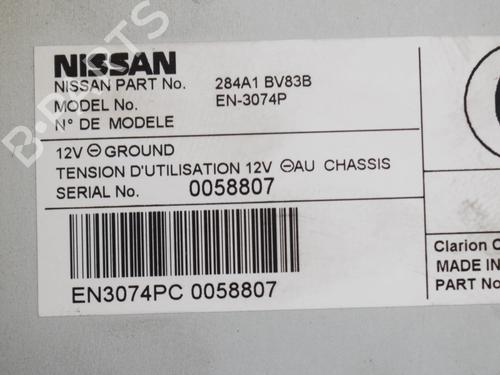 NISSAN
NISSAN PART No. 284A1 BV83B
MODEL No. EN-3074P
N° DE MODELE
12V ⊖ GROUND
TENSION D'UTILISATION 12V ⊖AU CHASSIS
SERIAL No. 0058807
EN3074PC 0058807
Clarion C
MADE IN
PART No
B-PARTS